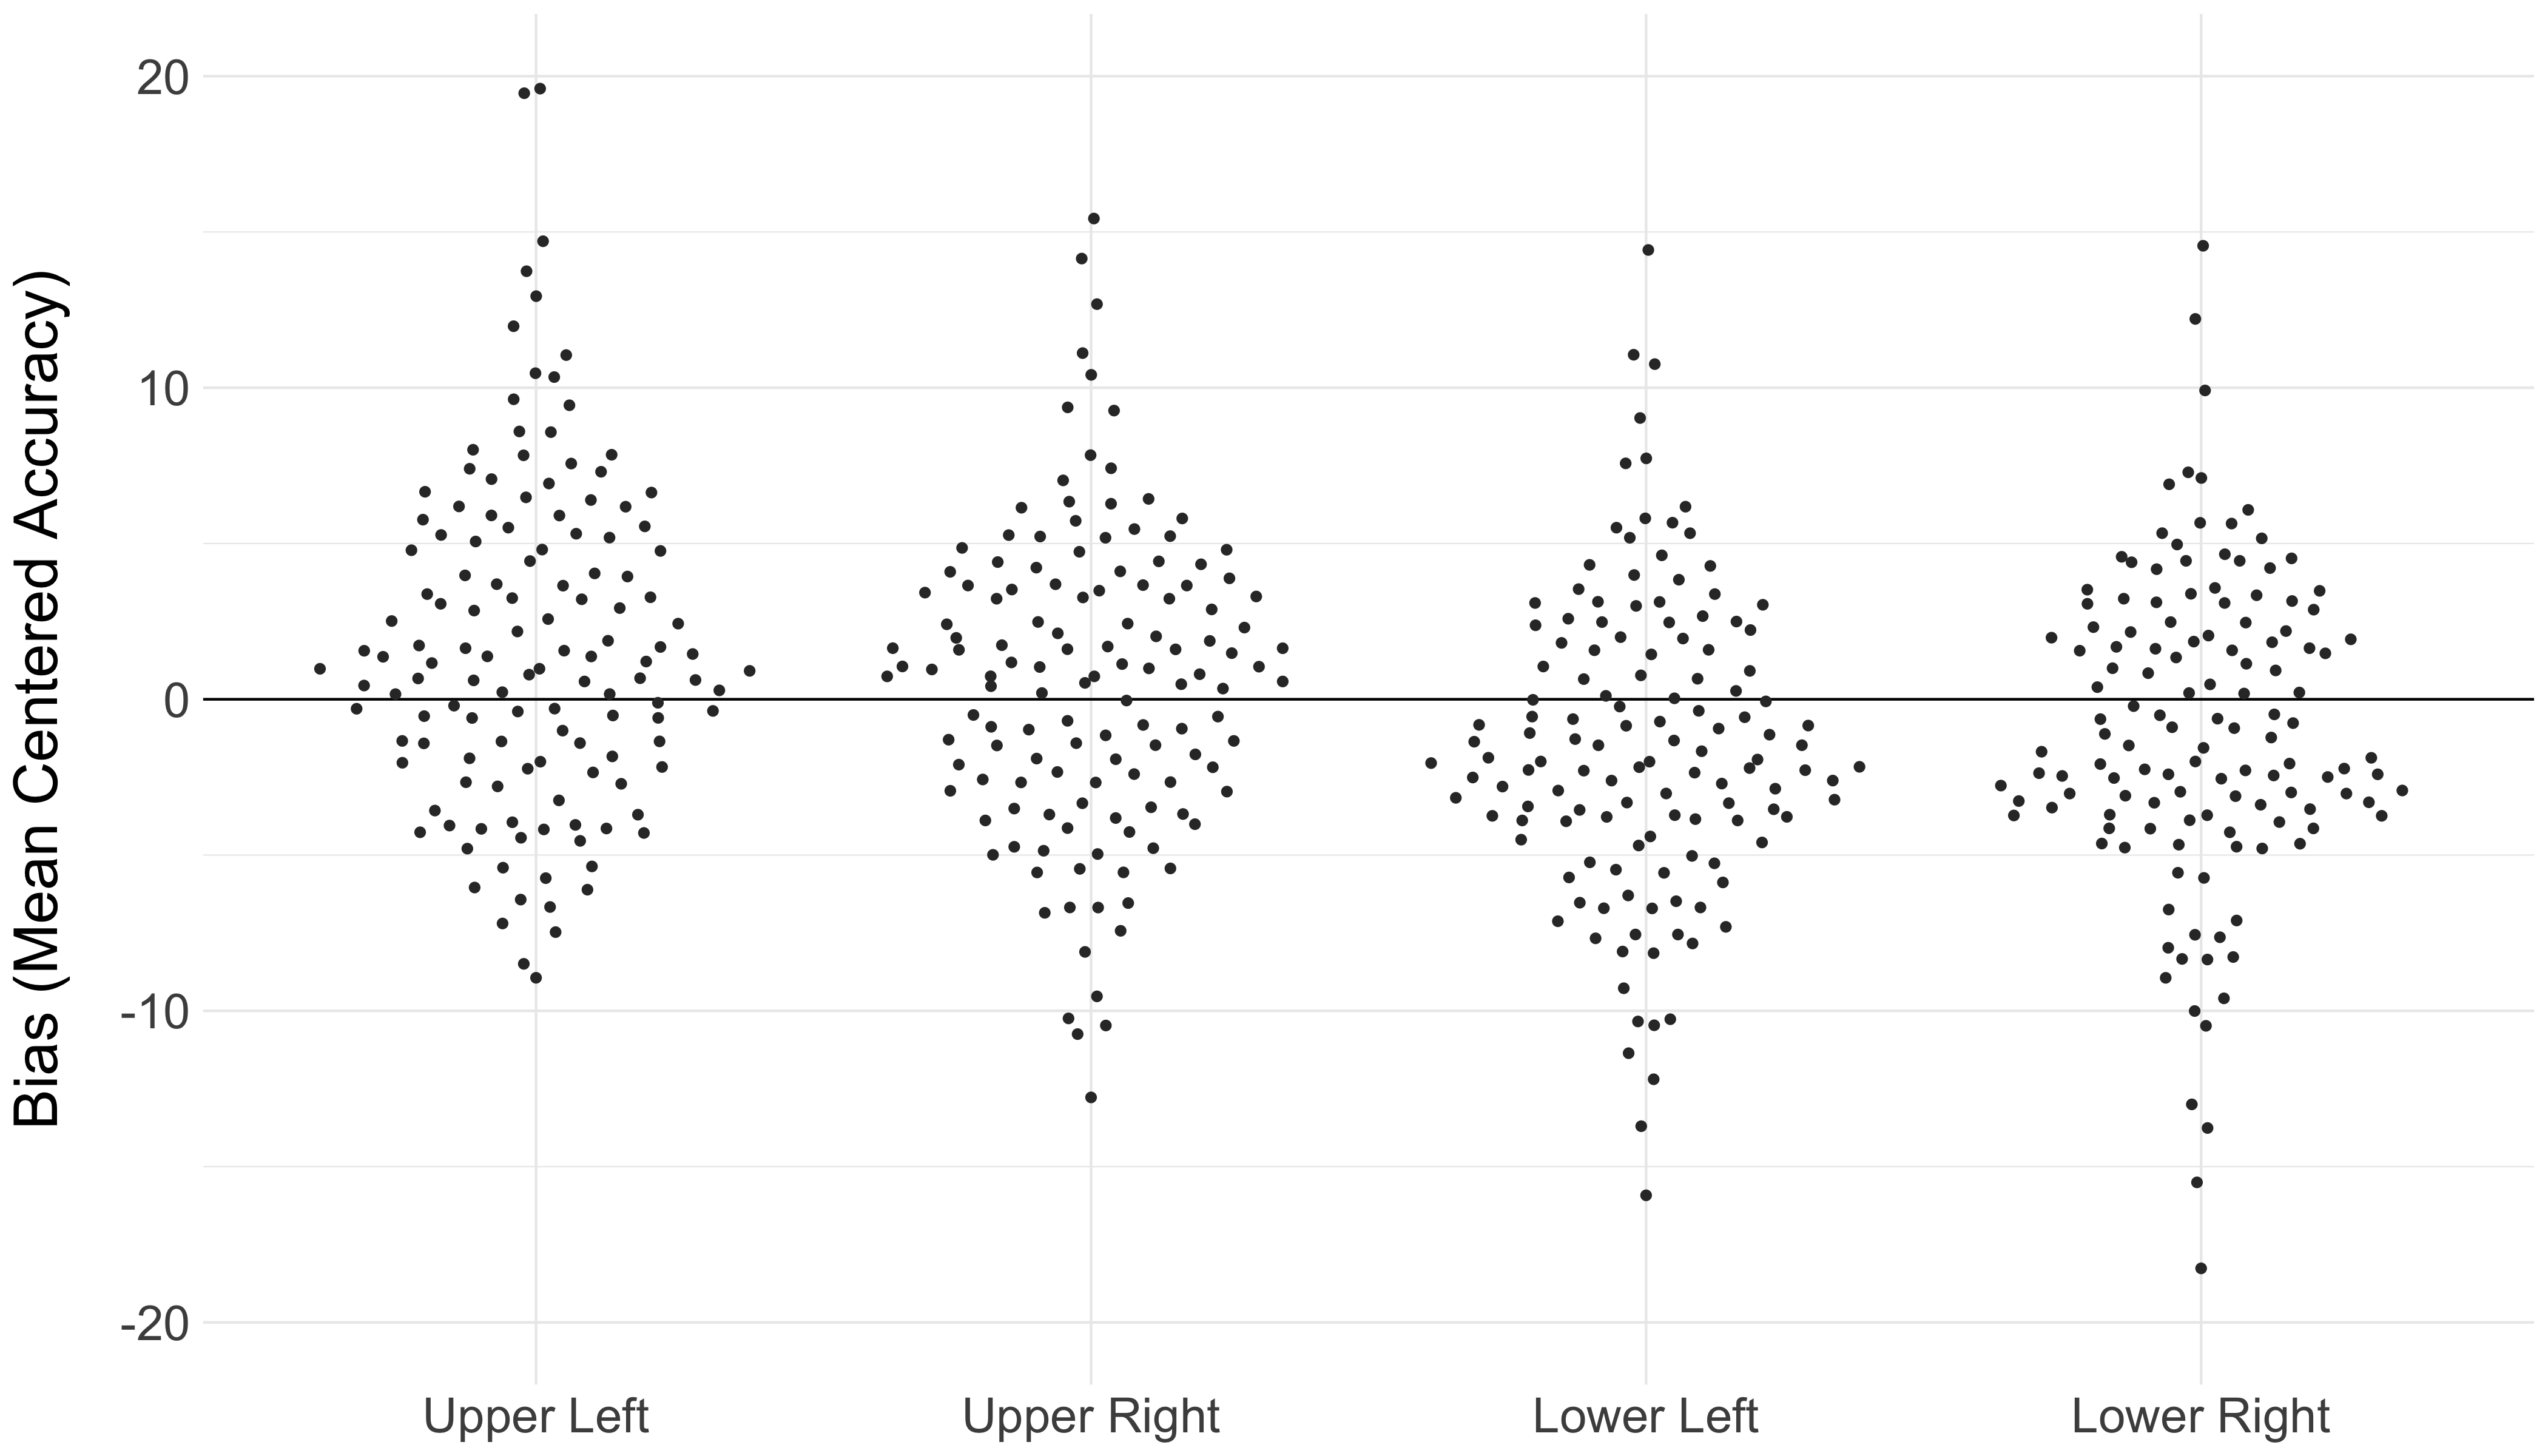 Bias (Mean Centered Accuracy)
20
10
0
-10
-20
Upper Left
Upper Right
Lower Left
Lower Right